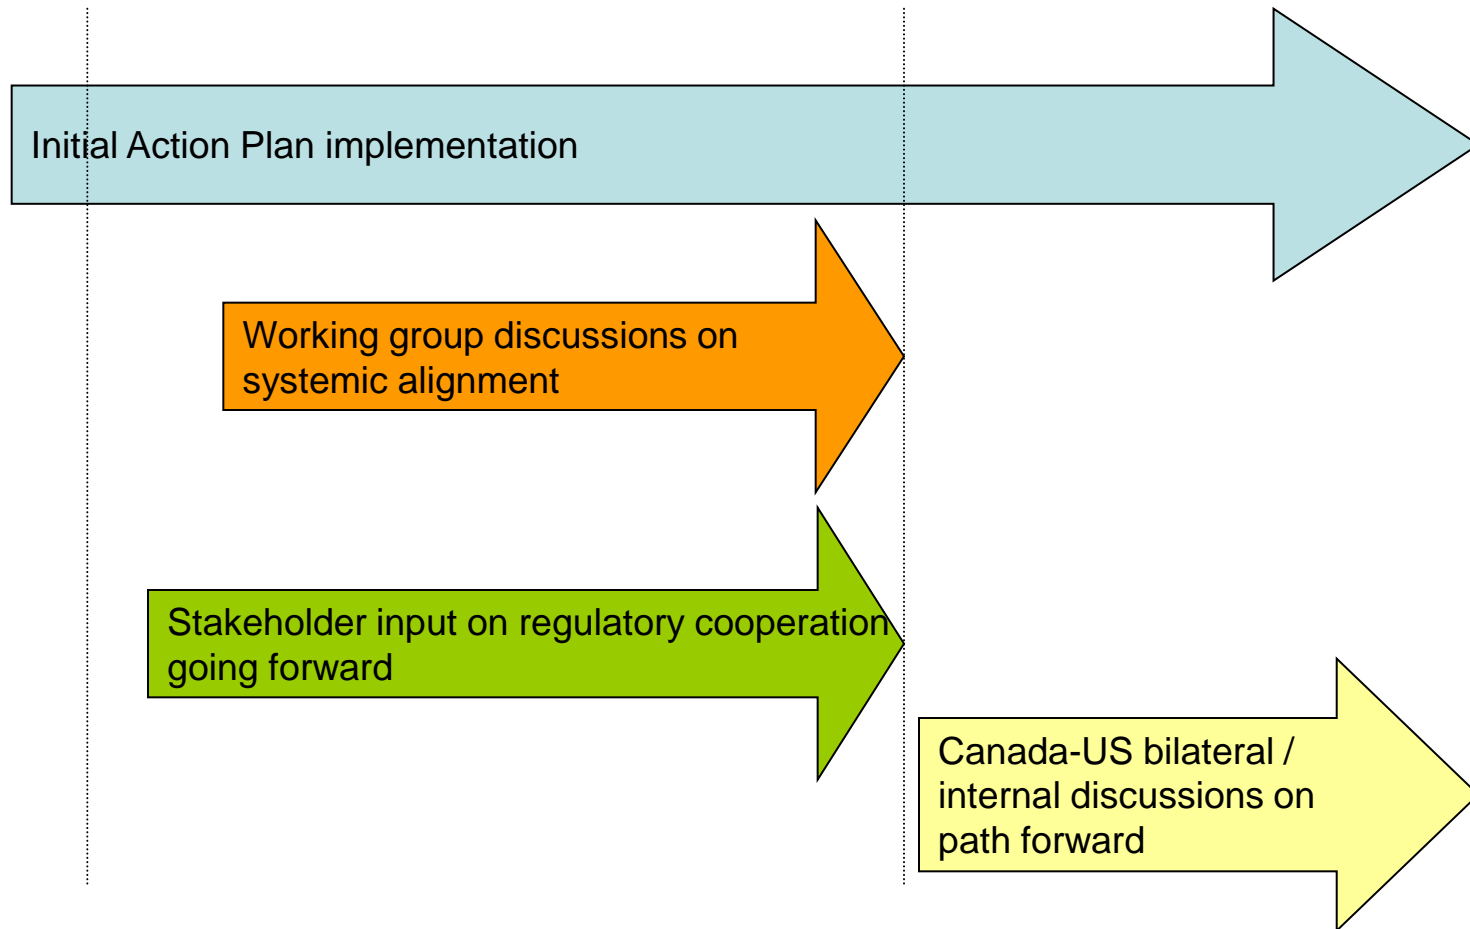 Initial Action Plan implementation
Working group discussions on
systemic alignment
Stakeholder input on regulatory cooperation
going forward
Canada-US bilateral /
internal discussions on
path forward